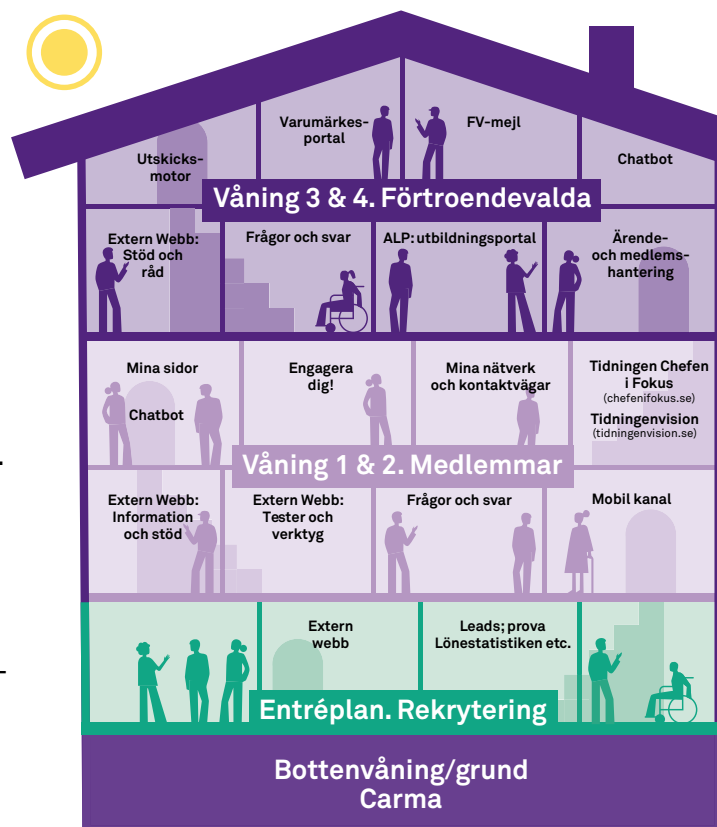 Varumärkes-
portal
FV-mejl
Utskicks-
motor
Chatbot
Våning 3 & 4. Förtroendevalda
Extern Webb:
Stöd och
råd
Frågor och svar
ALP: utbildningsportal
Ärende-
och medlems-
hantering
Mina sidor
Chatbot
Engagera
dig!
Mina nätverk
och kontaktvägar
Tidningen Chefen
i Fokus
(chefenifokus.se)
Tidningenvision
(tidningenvision.se)
Våning 1 & 2. Medlemmar
Extern Webb:
Information
och stöd
Extern Webb:
Tester och
verktyg
Frågor och svar
Mobil kanal
Extern
webb
Leads; prova
Lönestatistiken etc.
Entréplan. Rekrytering
Bottenvåning/grund
Carma